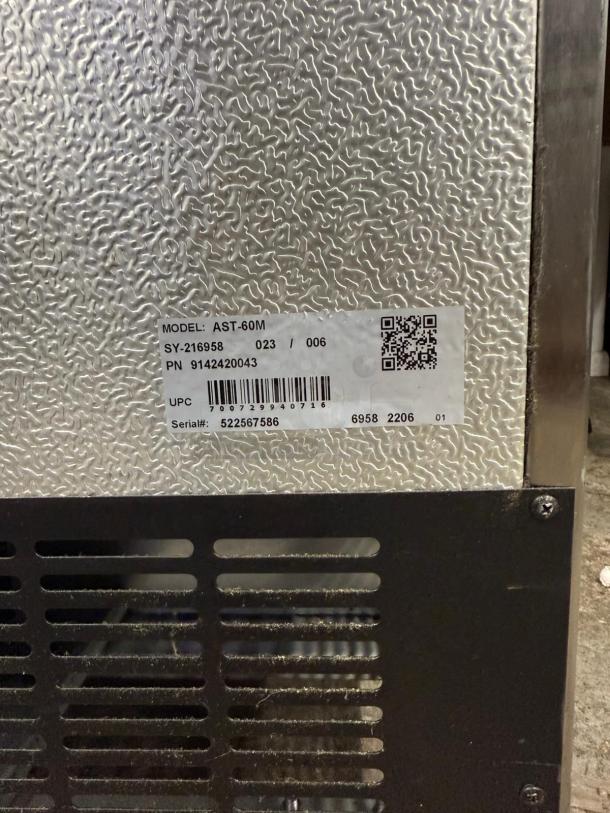 MODEL: AST-60M
SY-216958 023 / 006
PN 9142420043
UPC 700729940716
Serial#: 522567586 6958 2206 01